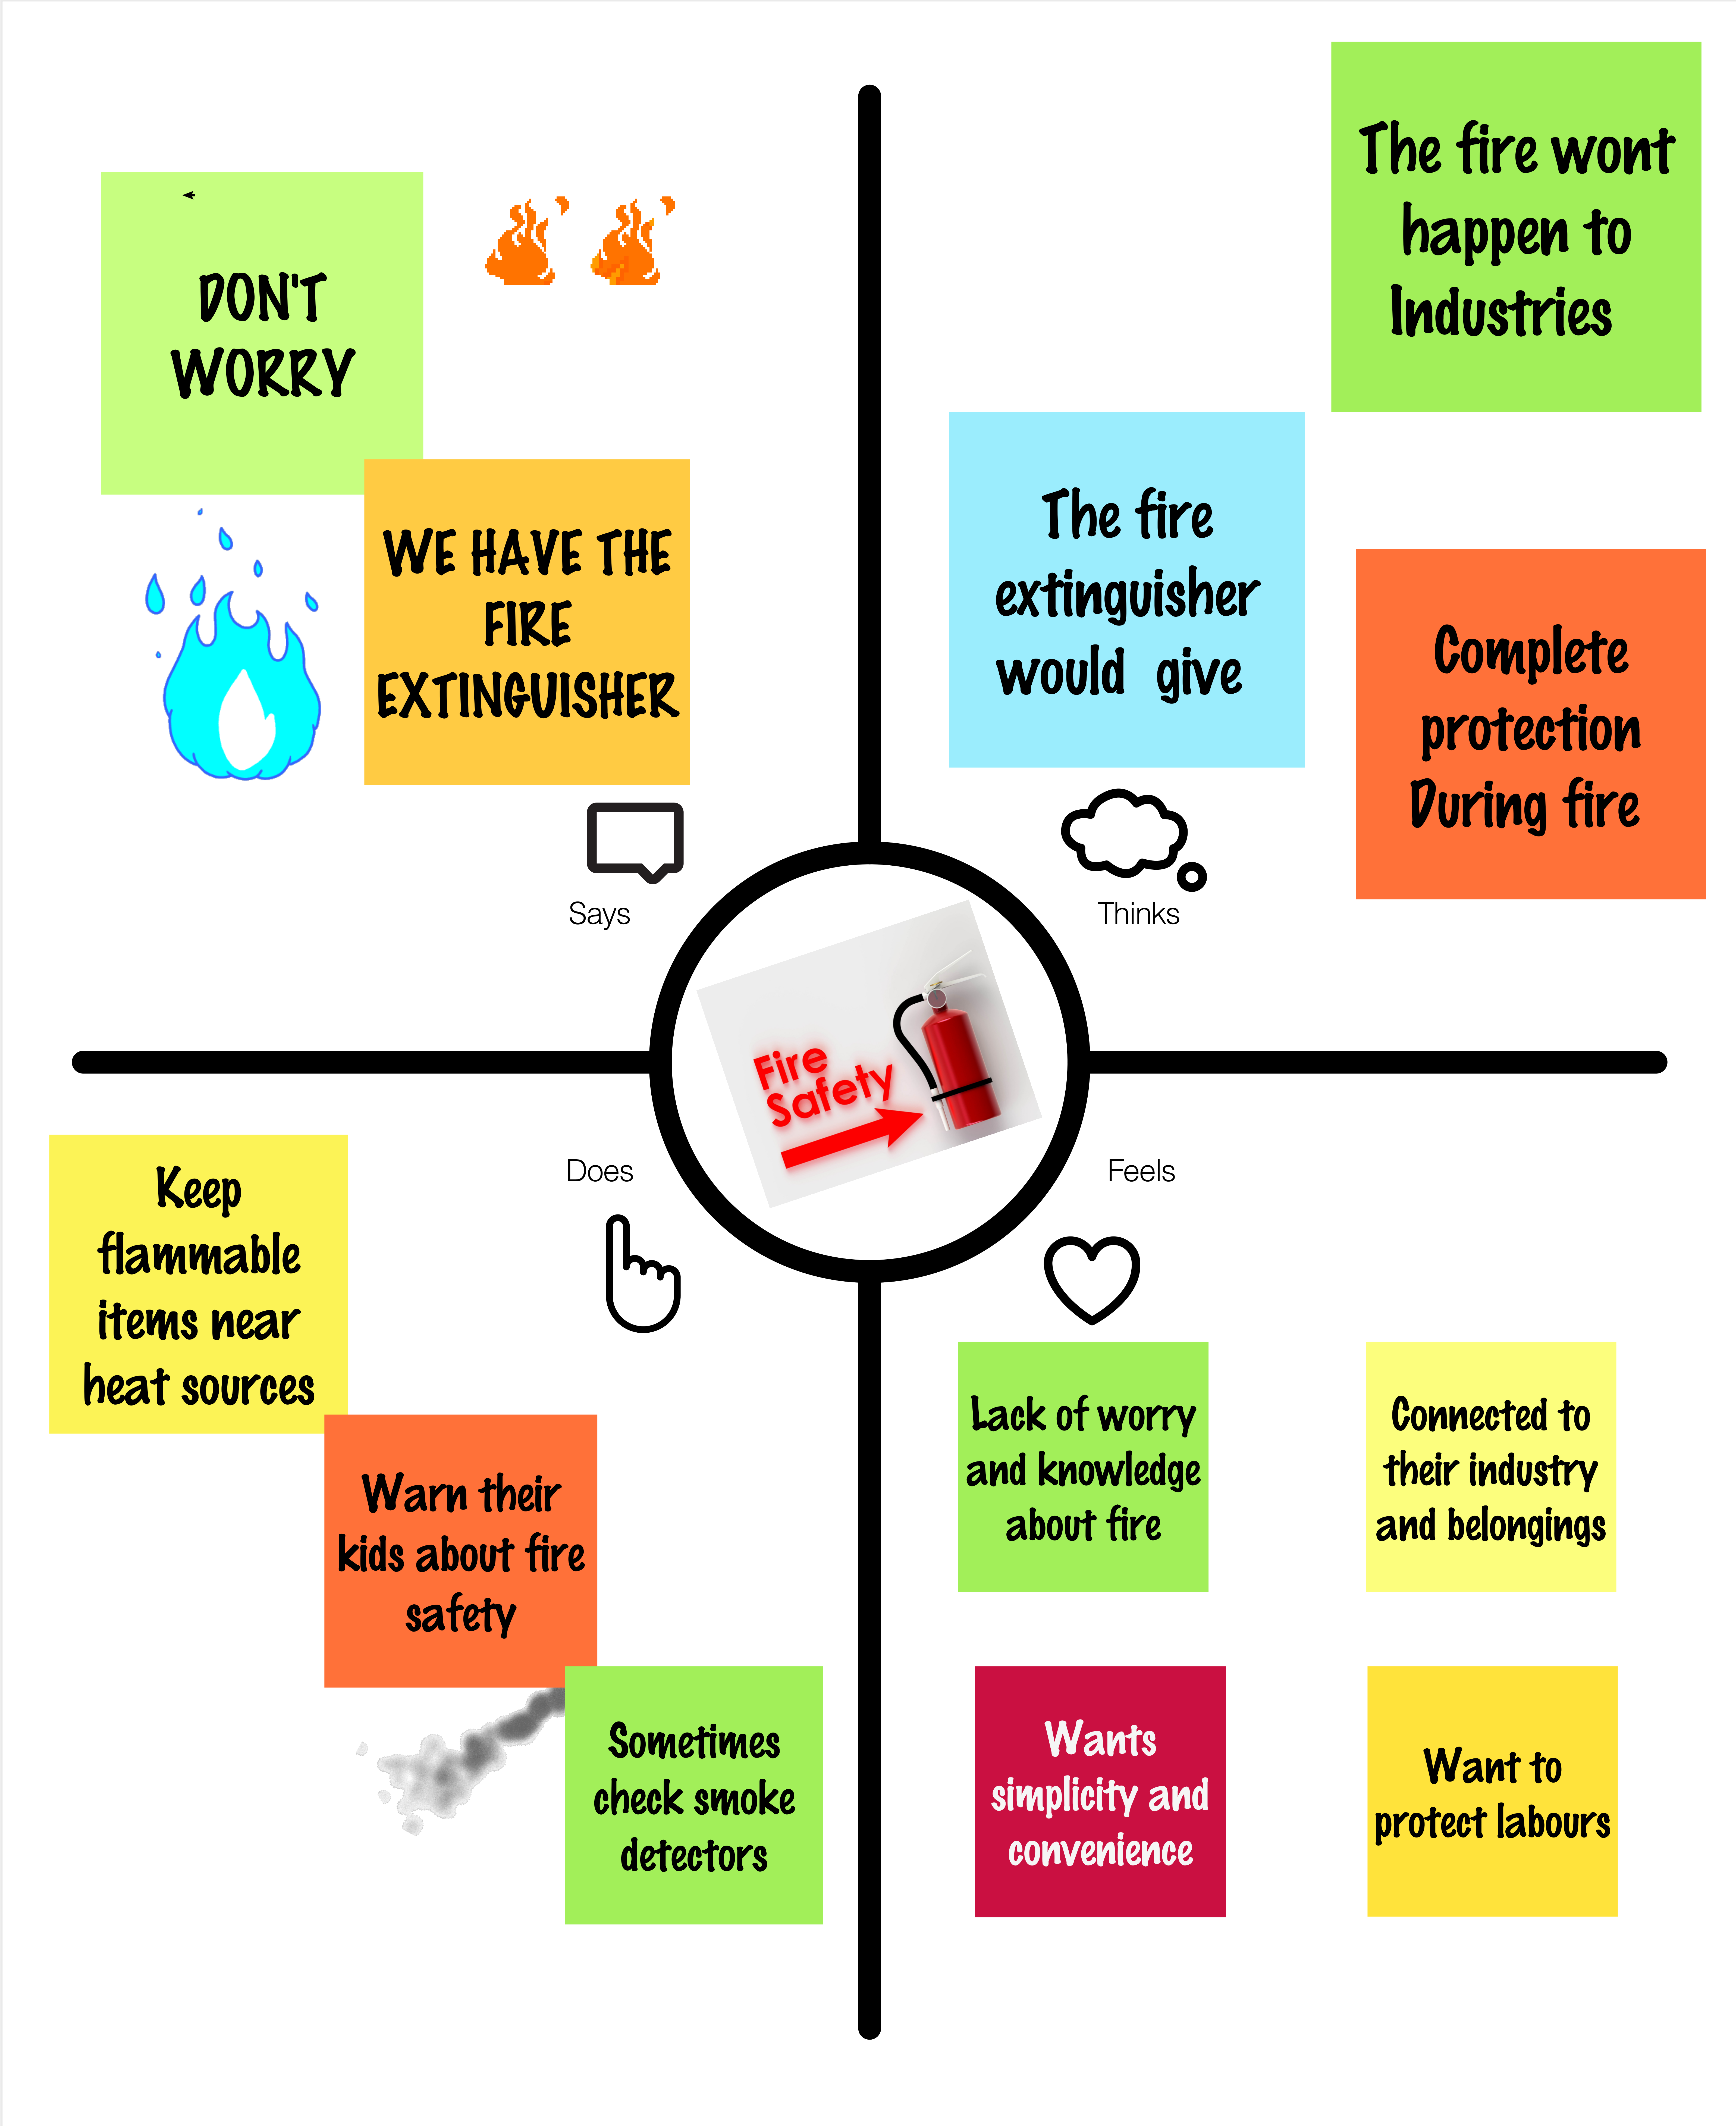 DON'T
WORRY
WE HAVE THE
FIRE
EXTINGUISHER
Says
The fire wont
happen to
Industries
The fire
extinguisher
would give
Complete
protection
During fire
Thinks
Fire
Safety
Does
Keep
flammable
items near
heat sources
Warn their
kids about fire
safety
Sometimes
check smoke
detectors
Feels
Lack of worry
and knowledge
about fire
Connected to
their industry
and belongings
Wants
simplicity and
convenience
Want to
protect labours